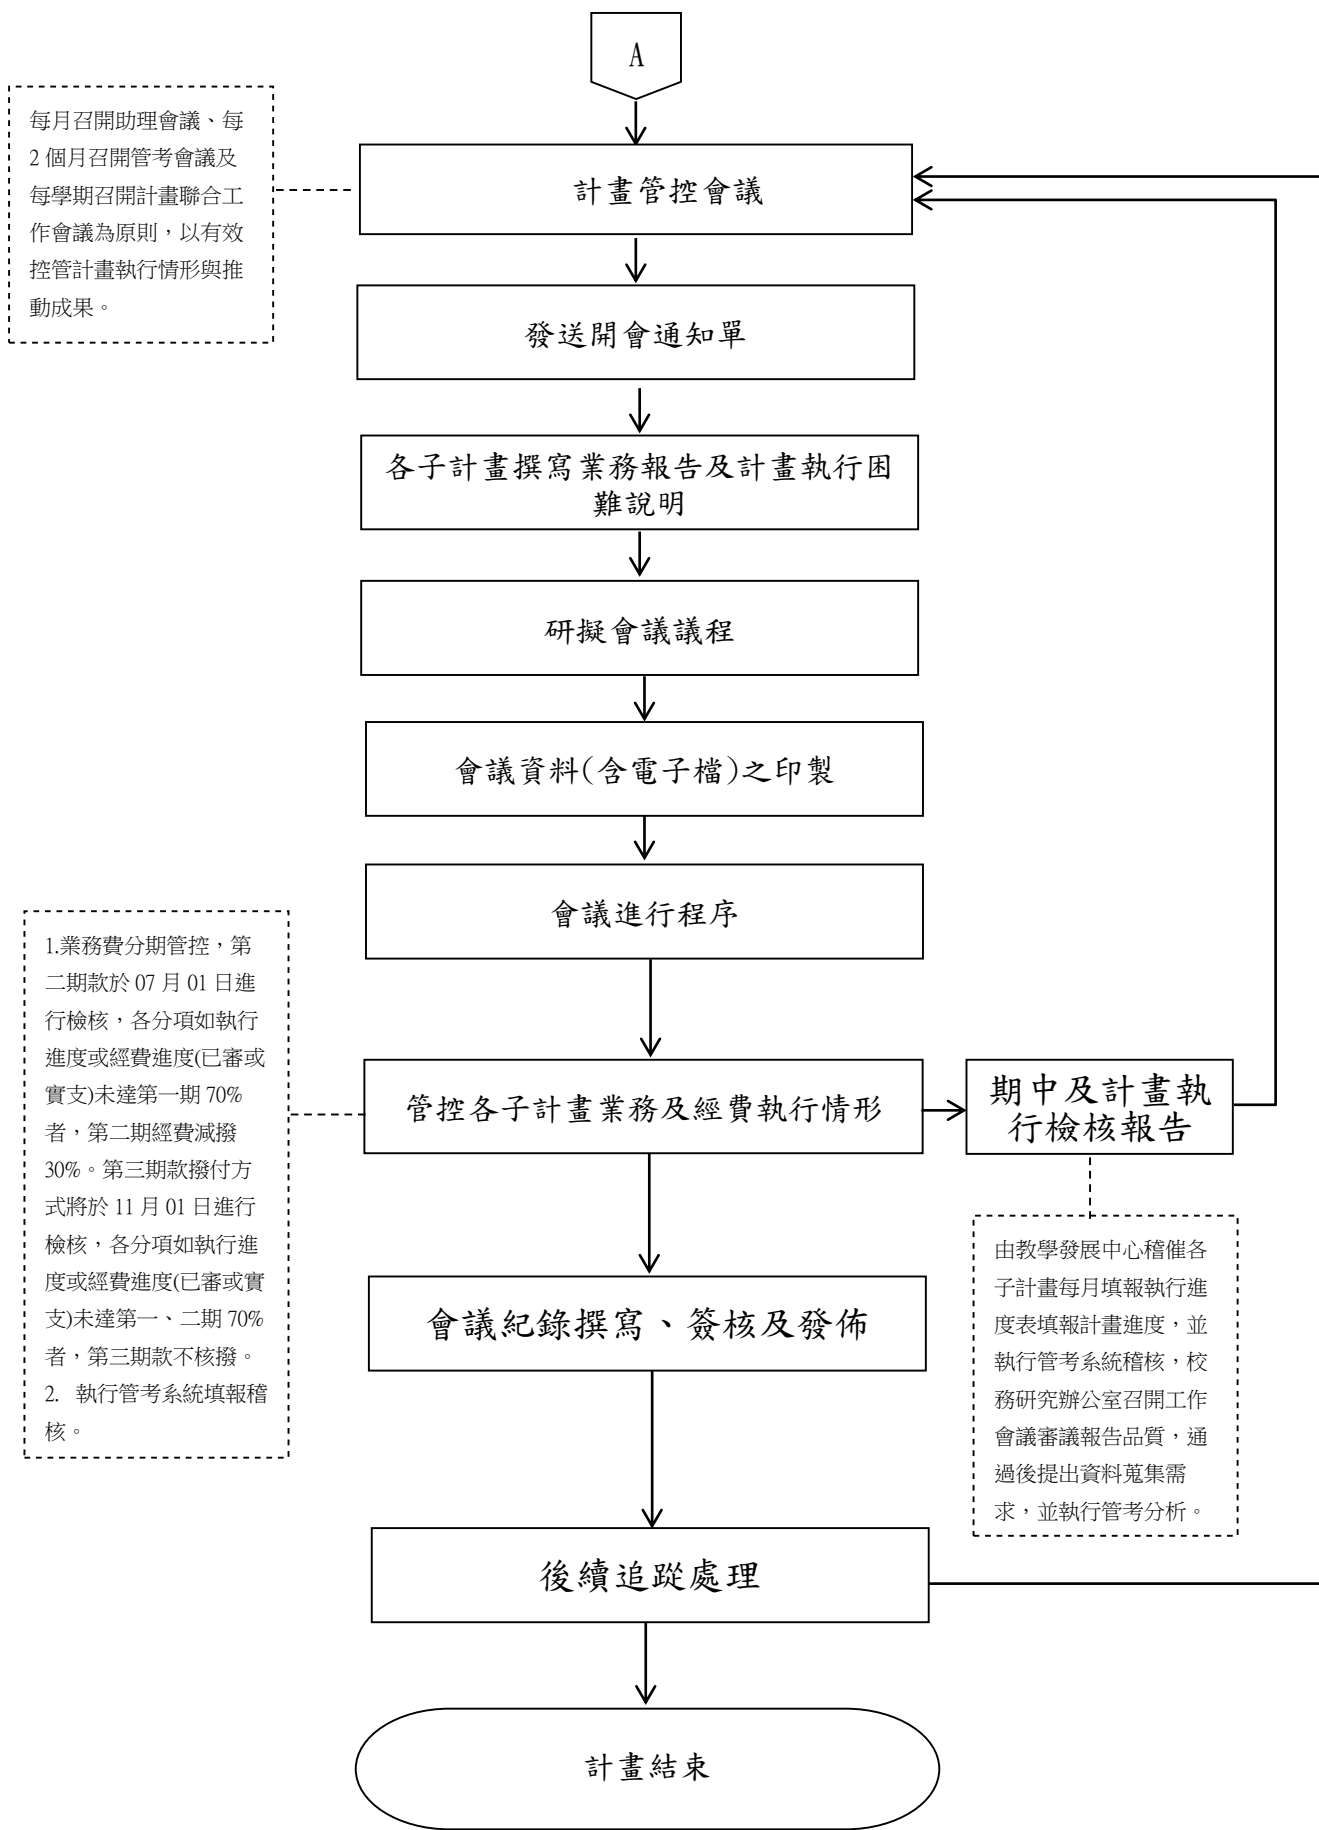 A
每月召開助理會議、每
2 個月召開管考會議及
每學期召開計畫聯合工
作會議為原則，以有效
控管計畫執行情形與推
動成果。
計畫管控會議
發送開會通知單
各子計畫撰寫業務報告及計畫執行困
難說明
研擬會議議程
會議資料(含電子檔)之印製
會議進行程序
1.業務費分期管控，第
二期款於 07 月 01 日進
行檢核，各分項如執行
進度或經費進度(已審或
實支)未達第一期 70%
者，第二期經費減撥
30%。第三期款撥付方
式將於 11 月 01 日進行
檢核，各分項如執行進
度或經費進度(已審或實
支)未達第一、二期 70%
者，第三期款不核撥。
2. 執行管考系統填報稽
核。
管控各子計畫業務及經費執行情形
期中及計畫執
行檢核報告
由教學發展中心稽催各
子計畫每月填報執行進
度表填報計畫進度，並
執行管考系統稽核，校
務研究辦公室召開工作
會議審議報告品質，通
過後提出資料蒐集需
求，並執行管考分析。
會議紀錄撰寫、簽核及發佈
後續追蹤處理
計畫結束